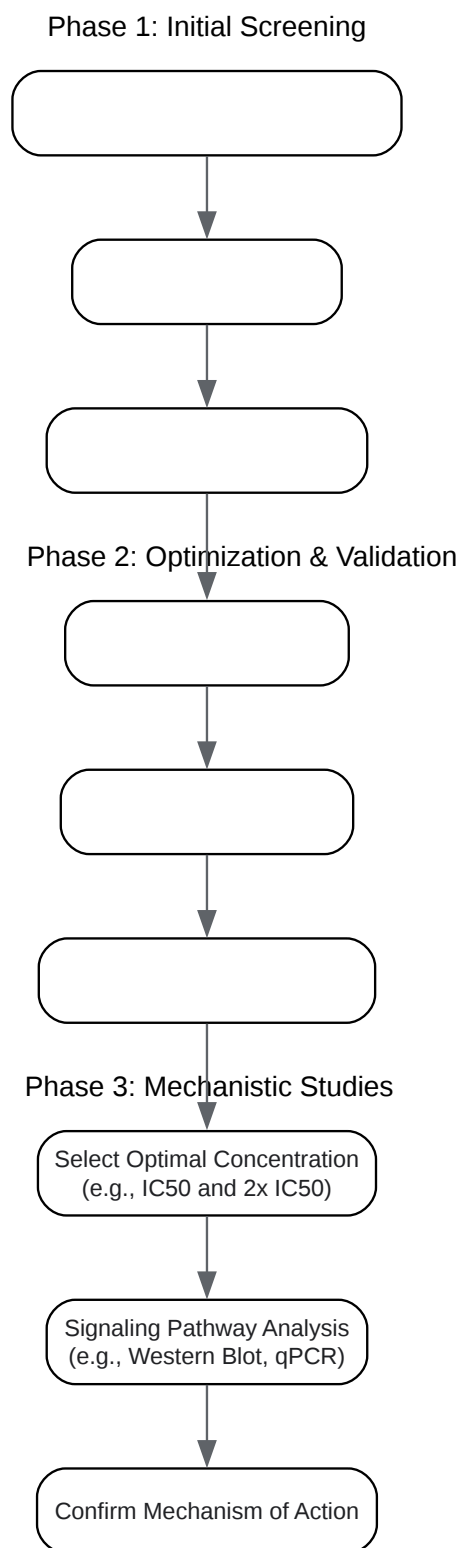 Phase 1: Initial Screening
Phase 2: Optimization & Validation
Phase 3: Mechanistic Studies
Select Optimal Concentration
(e.g., IC50 and 2x IC50)
Signaling Pathway Analysis
(e.g., Western Blot, qPCR)
Confirm Mechanism of Action